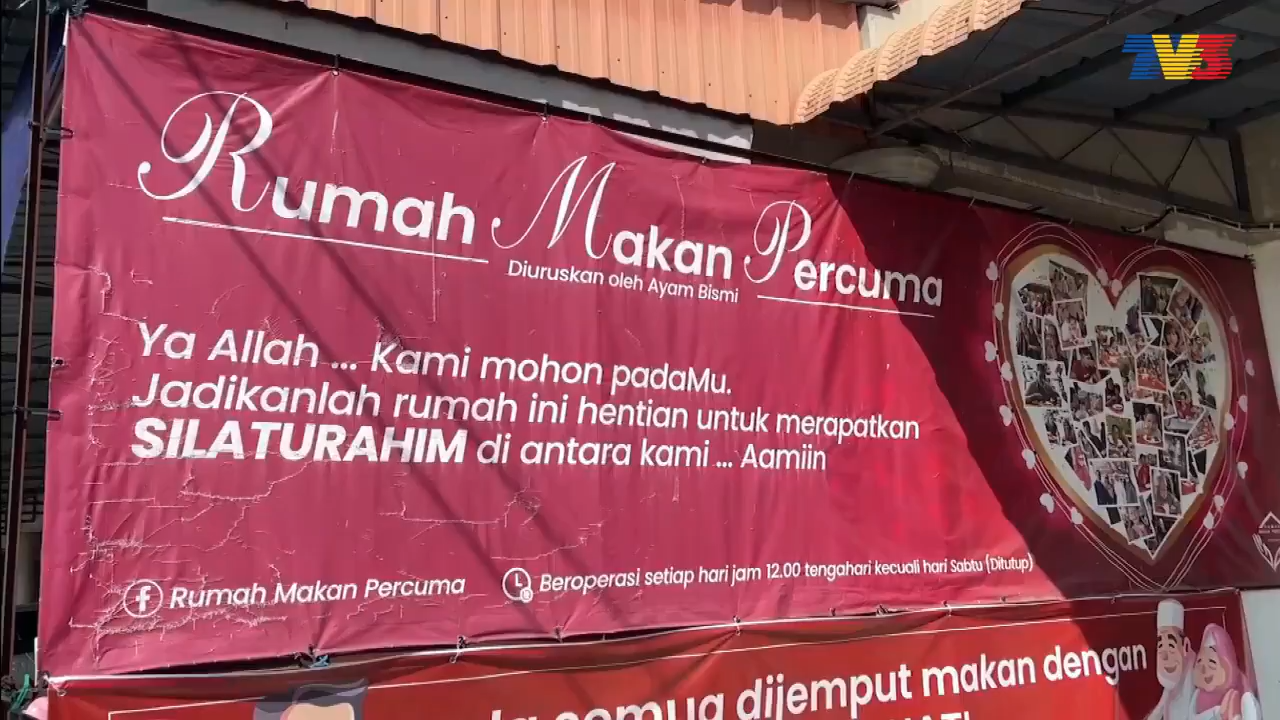 TV3
Rumah Makan Percuma
Diuruskan oleh Ayam Bismi
Ya Allah ... Kami mohon padaMu.
Jadikanlah rumah ini hentian untuk merapatkan
SILATURAHIM di antara kami ... Aamiin
Rumah Makan Percuma
Beroperasi setiap hari jam 12.00 tengahari kecuali hari Sabtu (Ditutup)
semua dijemput makan dengan